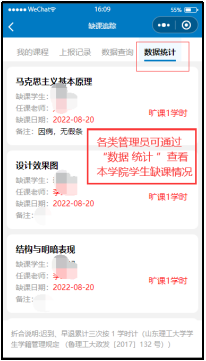 WeChat
16:09
55%
缺课追踪
我的课程 上报记录 数据查询 数据统计
马克思主义基本原理
缺课学生：
任课老师：
缺课日期：2022-08-20
备注：因病，无假条
旷课1学时
各类管理员可通过
“数据 统计 ”查看
本学院学生缺课情况
设计效果图
缺课学生：
任课老师：李
缺课日期：2022-08-20
备注：
旷课1学时
结构与明暗表现
缺课学生：
任课老师：
缺课日期：2022-08-20
备注：
旷课1学时
折合说明:迟到、早退累计三次按 1 学时计（山东理工大学学
生学籍管理规定 （鲁理工大政发〔2017〕132 号））